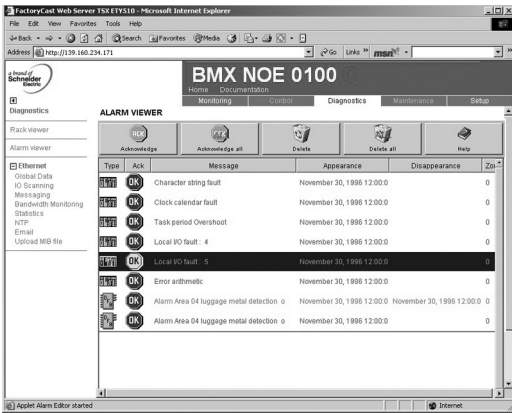 FactoryCast Web Server TSX ETY510 - Microsoft Internet Explorer
File Edit View Favorites Tools Help
Back Search Favorites Media
Address http://139.160.234.171 Go Links msn
a brand of
Schneider
Electric
BMX NOE 0100
Home Documentation
Monitoring Control Diagnostics Maintenance Setup
Diagnostics
Rack viewer
Alarm viewer
Ethernet
Global Data
IO Scanning
Messaging
Bandwidth Monitoring
Statistics
NTP
Email
Upload MIB file
ALARM VIEWER
ACK Acknowledge
ACK Acknowledge all
Delete
Delete all
Help
Type Ack Message Appearance Disappearance Zon
OK Character string fault November 30, 1996 12:00:0 0
OK Clock calendar fault November 30, 1996 12:00:0 0
OK Task period Overshoot November 30, 1996 12:00:0 0
OK Local I/O fault : 4 November 30, 1996 12:00:0 0
OK Local I/O fault : 5 November 30, 1996 12:00:0 0
OK Error arithmetic November 30, 1996 12:00:0 0
OK Alarm Area 04 luggage metal detection o November 30, 1996 12:00:0 November 30, 1996 12:00:0 0
OK Alarm Area 04 luggage metal detection o November 30, 1996 12:00:0 0
Applet Alarm Editor started Internet